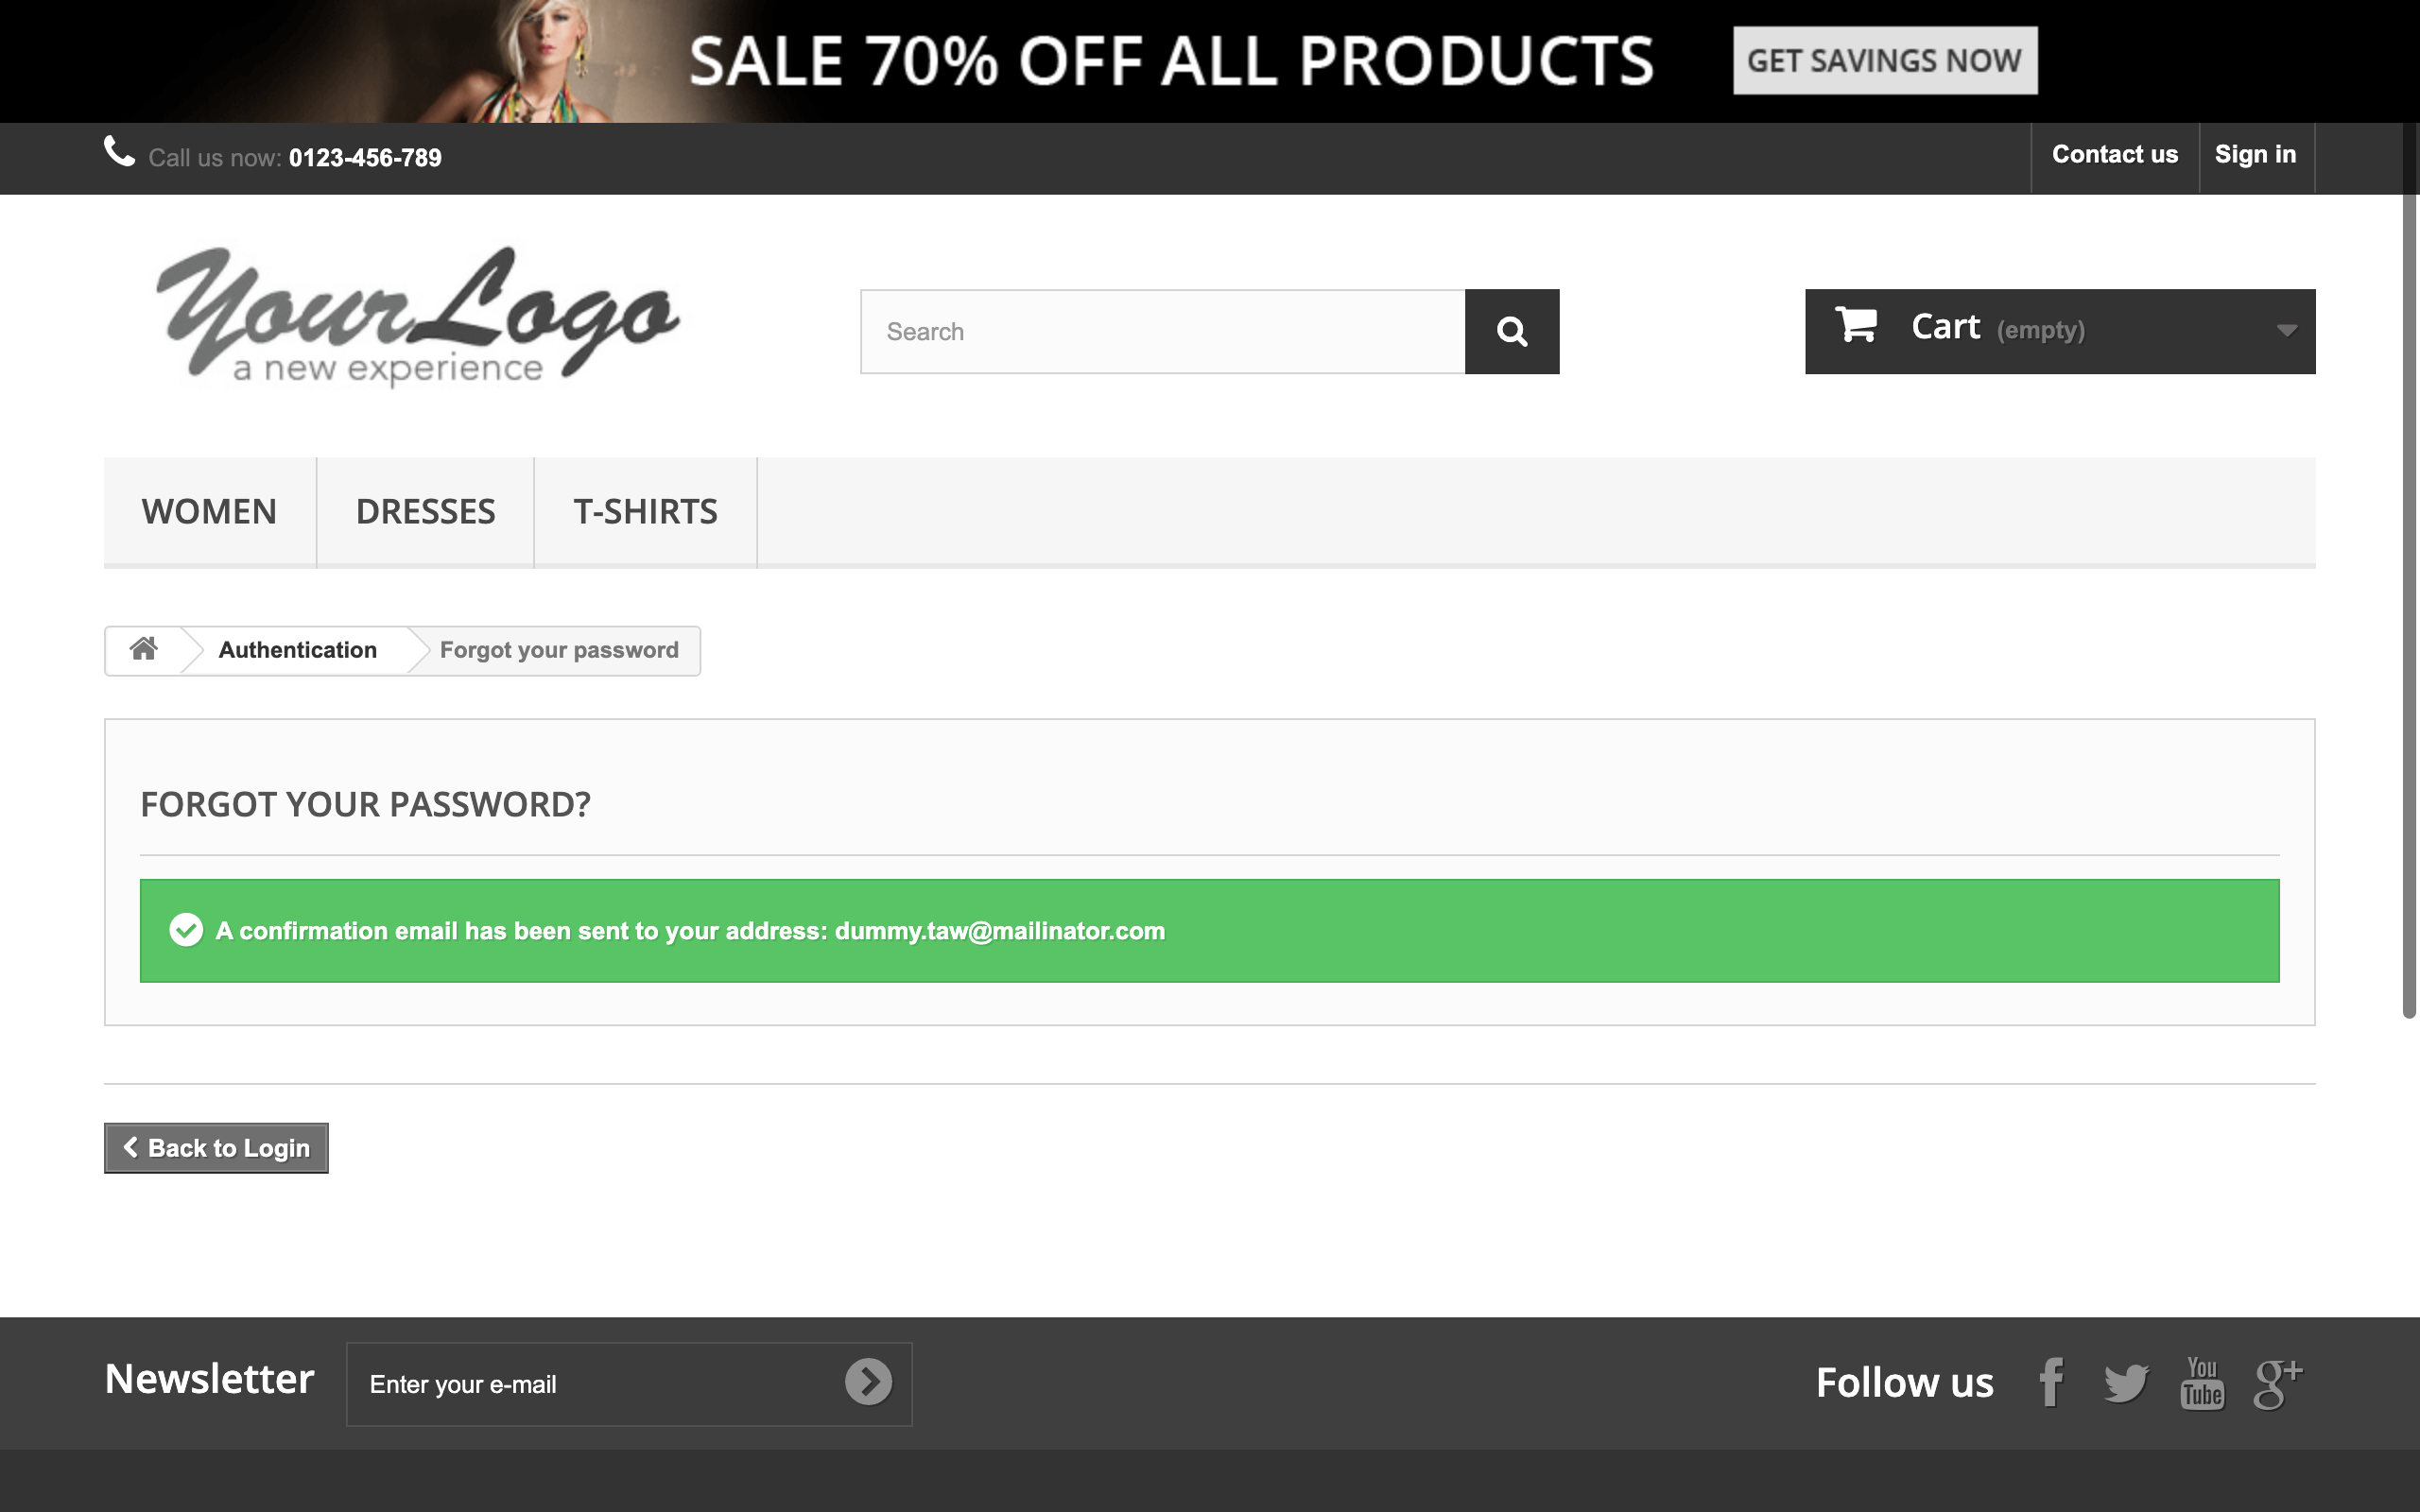 SALE 70% OFF ALL PRODUCTS GET SAVINGS NOW
Call us now: 0123-456-789 Contact us Sign in
Your Logo
a new experience
Search
Cart (empty)
WOMEN DRESSES T-SHIRTS
Authentication Forgot your password
FORGOT YOUR PASSWORD?
A confirmation email has been sent to your address: dummy.taw@mailinator.com
Back to Login
Newsletter Enter your e-mail Follow us f You Tube g+